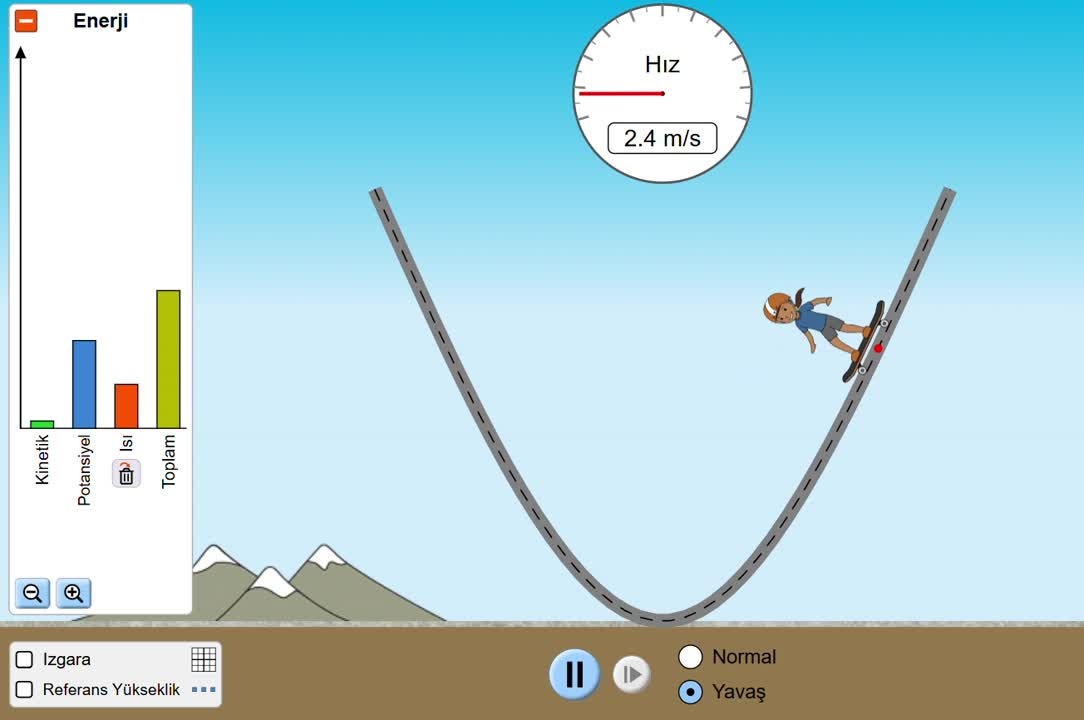 Enerji
Hız
2.4 m/s
Kinetik
Potansiyel
Isı
Toplam
Izgara
Referans Yükseklik
Normal
Yavaş